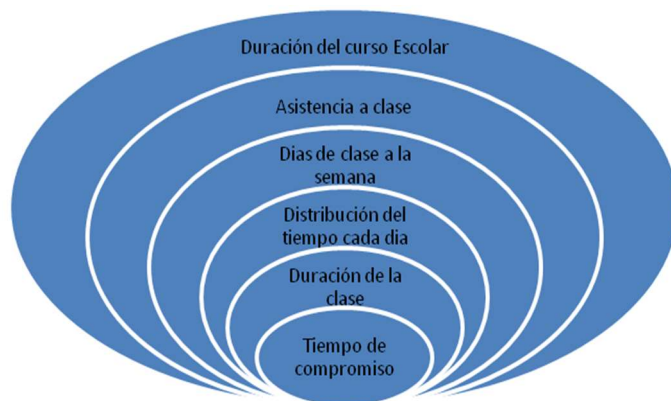 Duración del curso Escolar
Asistencia a clase
Dias de clase a la
semana
Distribución del
tiempo cada dia
Duración de la
clase
Tiempo de
compromiso